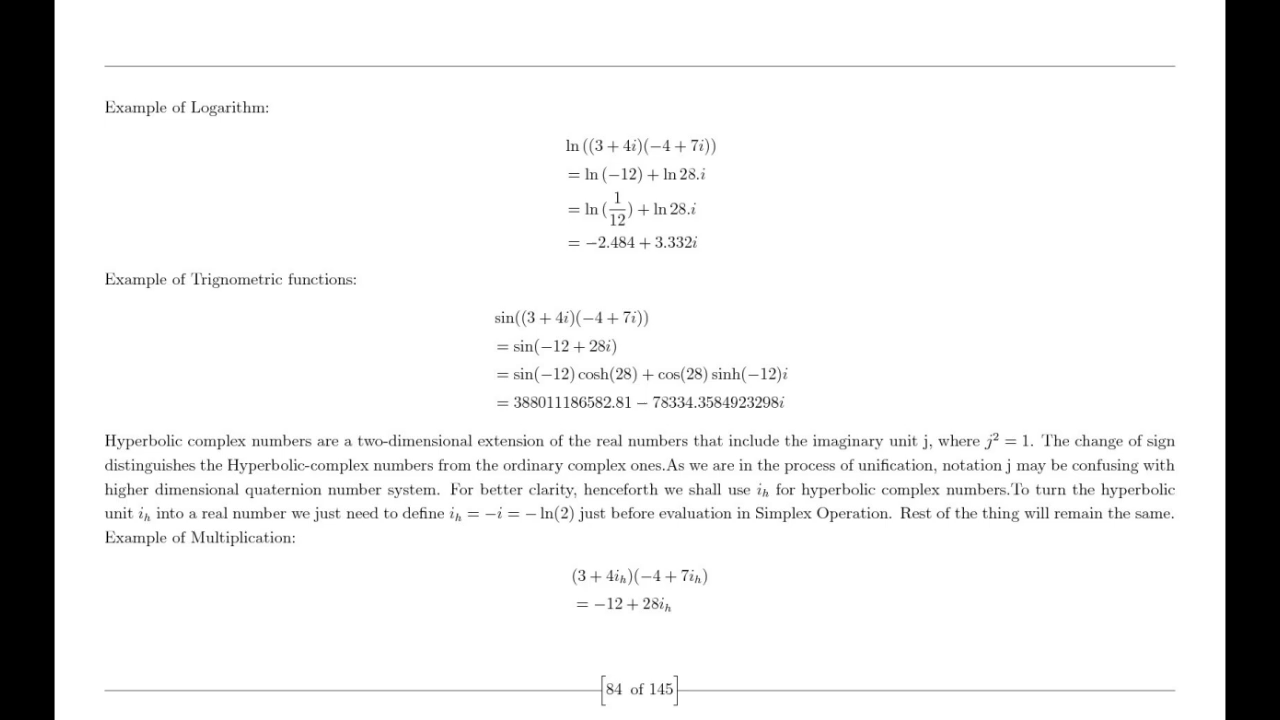 Example of Logarithm:
ln ((3 + 4i)(−4 + 7i))
= ln (−12) + ln 28.i
= ln (1/12) + ln 28.i
= −2.484 + 3.332i
Example of Trignometric functions:
sin((3 + 4i)(−4 + 7i))
= sin(−12 + 28i)
= sin(−12) cosh(28) + cos(28) sinh(−12)i
= 388011186582.81 − 78334.3584923298i
Hyperbolic complex numbers are a two-dimensional extension of the real numbers that include the imaginary unit j, where j² = 1. The change of sign
distinguishes the Hyperbolic-complex numbers from the ordinary complex ones.As we are in the process of unification, notation j may be confusing with
higher dimensional quaternion number system. For better clarity, henceforth we shall use iₕ for hyperbolic complex numbers.To turn the hyperbolic
unit iₕ into a real number we just need to define iₕ = −i = − ln(2) just before evaluation in Simplex Operation. Rest of the thing will remain the same.
Example of Multiplication:
(3 + 4iₕ)(−4 + 7iₕ)
= −12 + 28iₕ
[84 of 145]